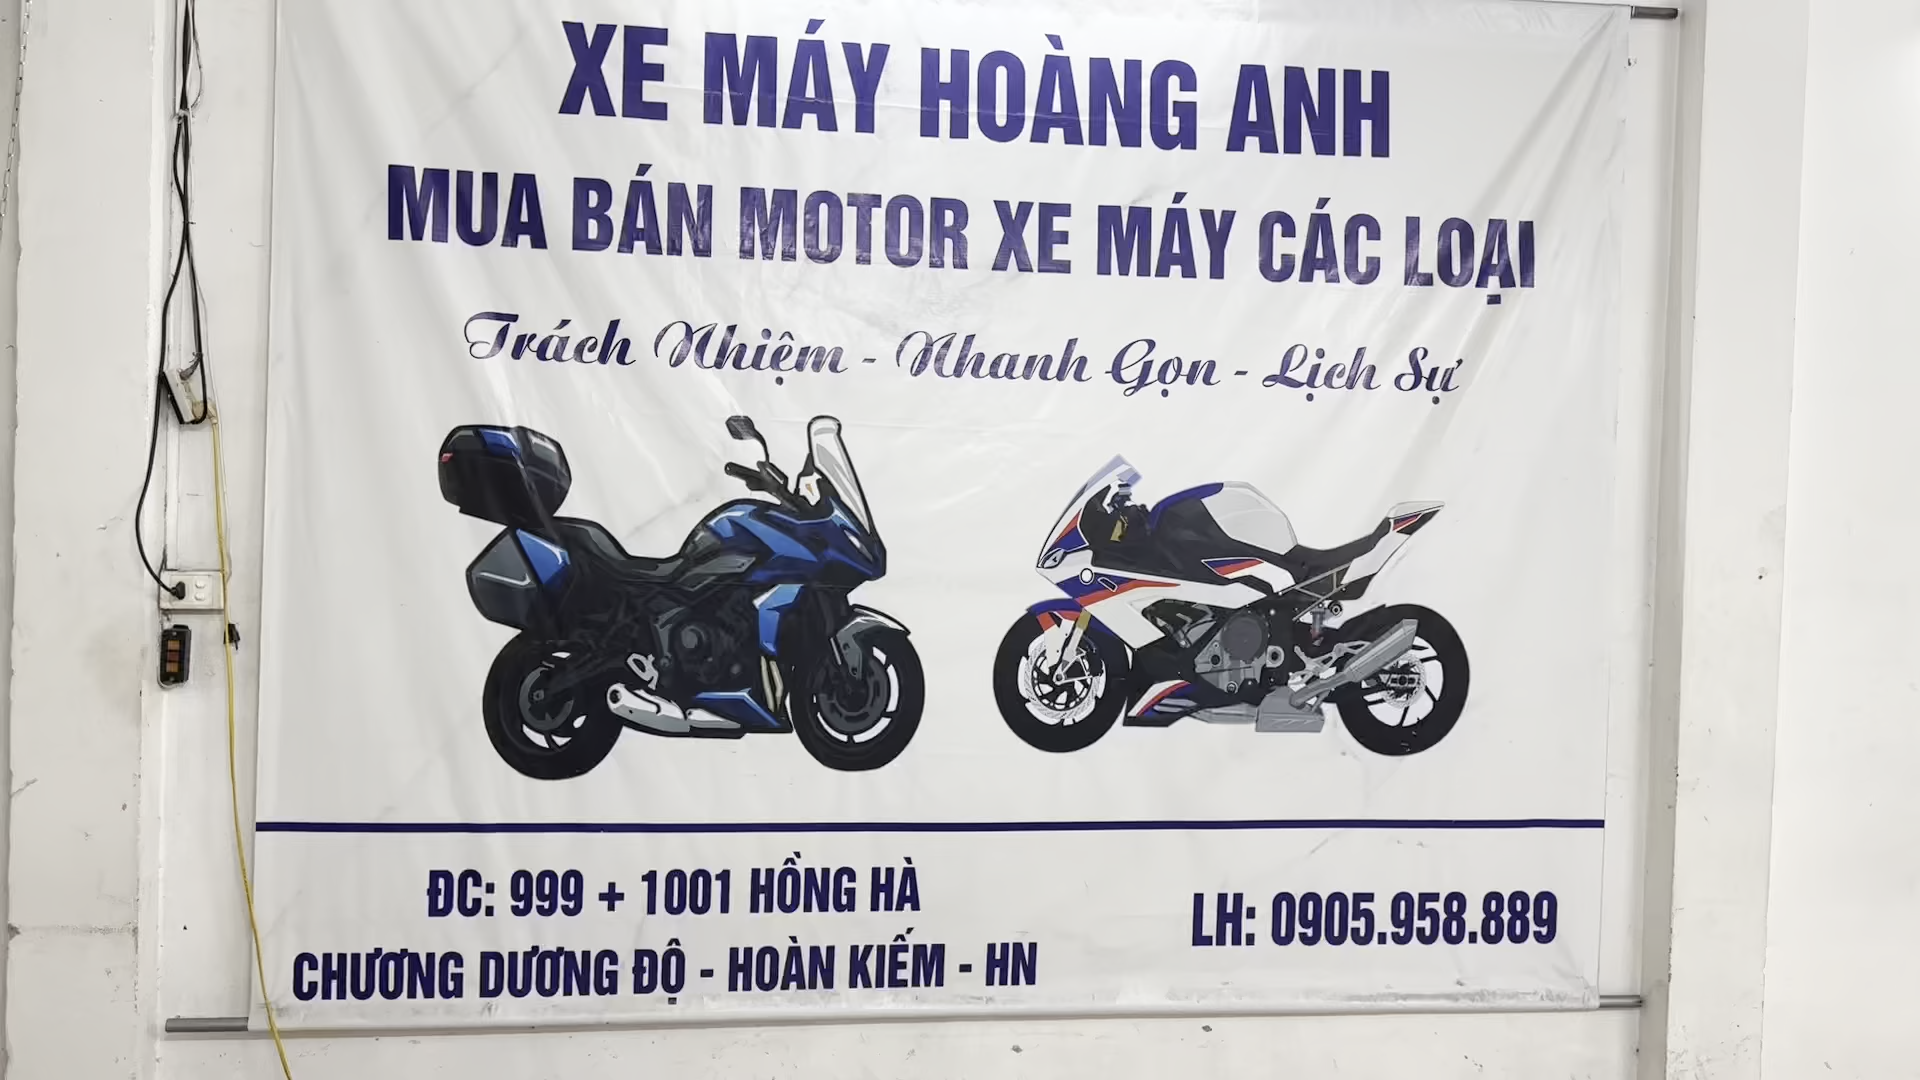 XE MÁY HOÀNG ANH
MUA BÁN MOTOR XE MÁY CÁC LOẠI
Trách Nhiệm - Nhanh Gọn - Lịch Sự
ĐC: 999 + 1001 HỒNG HÀ
CHƯƠNG DƯƠNG ĐỘ - HOÀN KIẾM - HN
LH: 0905.958.889